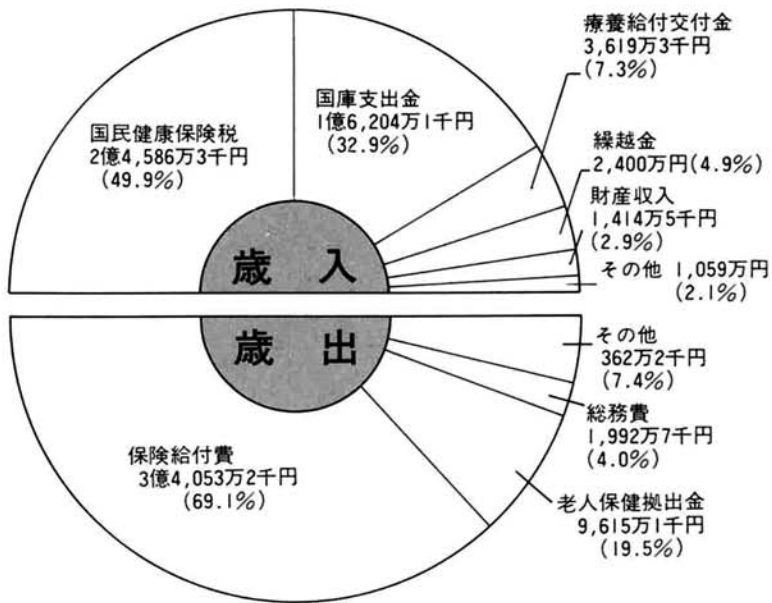 療養給付交付金
3,619万3千円
(7.3%)
国庫支出金
1億6,204万1千円
(32.9%)
国民健康保険税
2億4,586万3千円
(49.9%)
繰越金
2,400万円(4.9%)
財産収入
1,414万5千円
(2.9%)
その他 1,059万円
(2.1%)
歳入
歳出
その他
362万2千円
(7.4%)
総務費
1,992万7千円
(4.0%)
保険給付費
3億4,053万2千円
(69.1%)
老人保健拠出金
9,615万1千円
(19.5%)